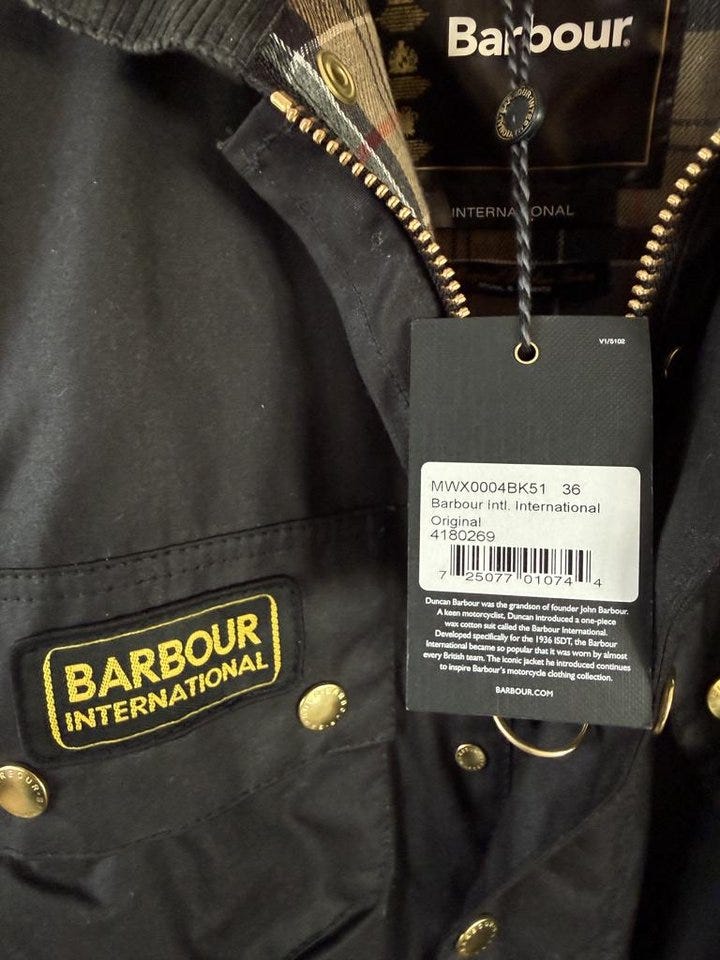 Barbour
INTERNATIONAL
V1/5102
MWX0004BK51 36
Barbour Intl. International
Original
4180269
7 25077 01074 4
Duncan Barbour was the grandson of founder John Barbour.
A keen motorcyclist, Duncan introduced a one-piece
wax cotton suit called the Barbour International.
Developed specifically for the 1936 ISDT, the Barbour
International became so popular that it was worn by almost
every British team. The iconic jacket he introduced continues
to inspire Barbour's motorcycle clothing collection.
BARBOUR.COM
BARBOUR
INTERNATIONAL